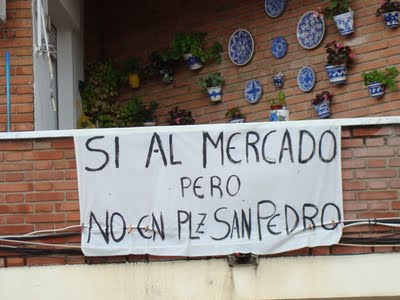 SI AL MERCADO
PERO
NO EN PLZ SAN PEDRO